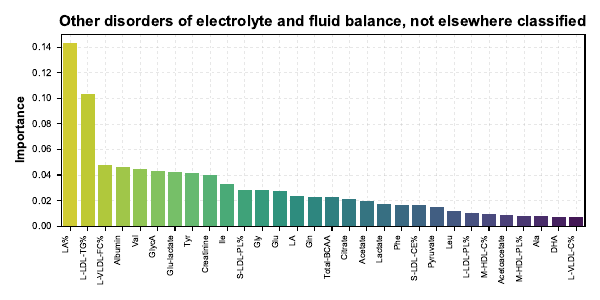 Other disorders of electrolyte and fluid balance, not elsewhere classified
Importance
0.14
0.12
0.10
0.08
0.06
0.04
0.02
0.00
LA%
L-LDL-TG%
L-VLDL-FC%
Albumin
Val
GlycA
Glu-lactate
Tyr
Creatinine
Ile
S-LDL-PL%
Gly
Glu
LA
Gln
Total-BCAA
Citrate
Acetate
Lactate
Phe
S-LDL-CE%
Pyruvate
Leu
L-LDL-PL%
M-HDL-C%
Acetoacetate
M-HDL-PL%
Ala
DHA
L-VLDL-C%